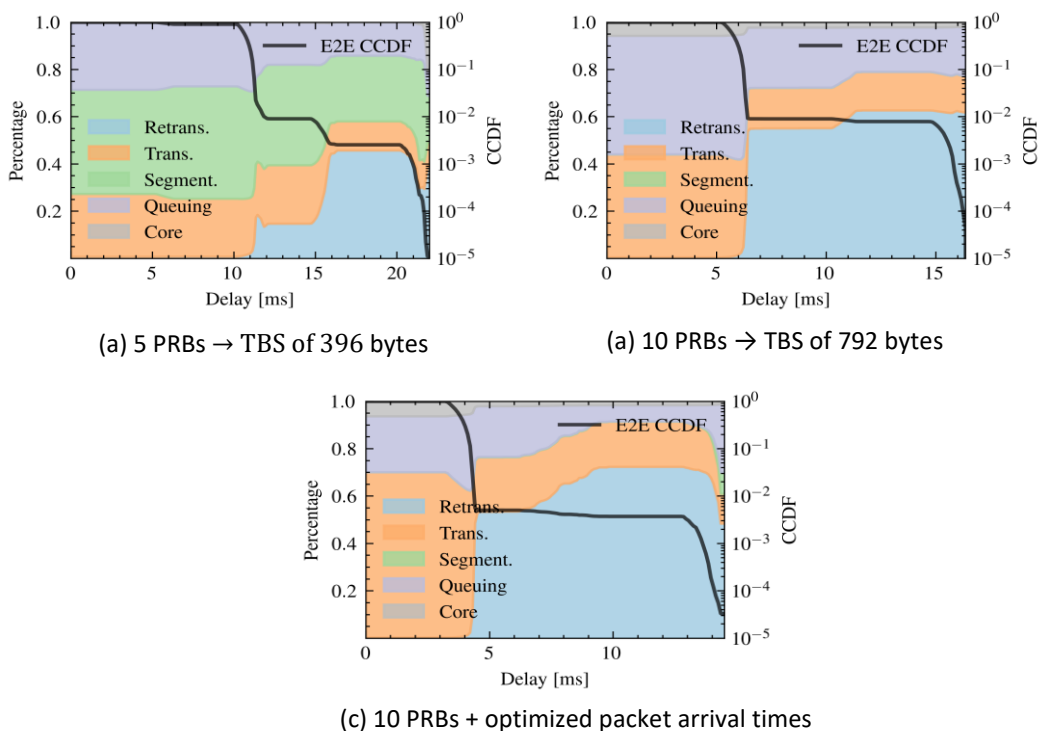 1.0
0.8
0.6
0.4
0.2
Percentage
E2E CCDF
Retrans.
Trans.
Segment.
Queuing
Core
10⁰
10⁻¹
10⁻²
10⁻³
10⁻⁴
10⁻⁵
CCDF
0 5 10 15 20
Delay [ms]
(a) 5 PRBs → TBS of 396 bytes
1.0
0.8
0.6
0.4
0.2
Percentage
E2E CCDF
Retrans.
Trans.
Segment.
Queuing
Core
10⁰
10⁻¹
10⁻²
10⁻³
10⁻⁴
10⁻⁵
CCDF
0 5 10 15
Delay [ms]
(a) 10 PRBs → TBS of 792 bytes
1.0
0.8
0.6
0.4
0.2
Percentage
E2E CCDF
Retrans.
Trans.
Segment.
Queuing
Core
10⁰
10⁻¹
10⁻²
10⁻³
10⁻⁴
10⁻⁵
CCDF
0 5 10
Delay [ms]
(c) 10 PRBs + optimized packet arrival times